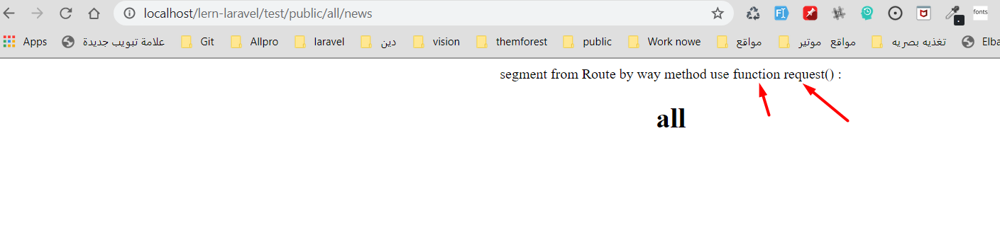 localhost/lern-laravel/test/public/all/news
fonts
Apps علامة تبويب جديدة Git Allpro laravel دين vision themforest public Work nowe مواقع مواقع موتير تغذيه بصريه Elba
segment from Route by way method use function request() :
all